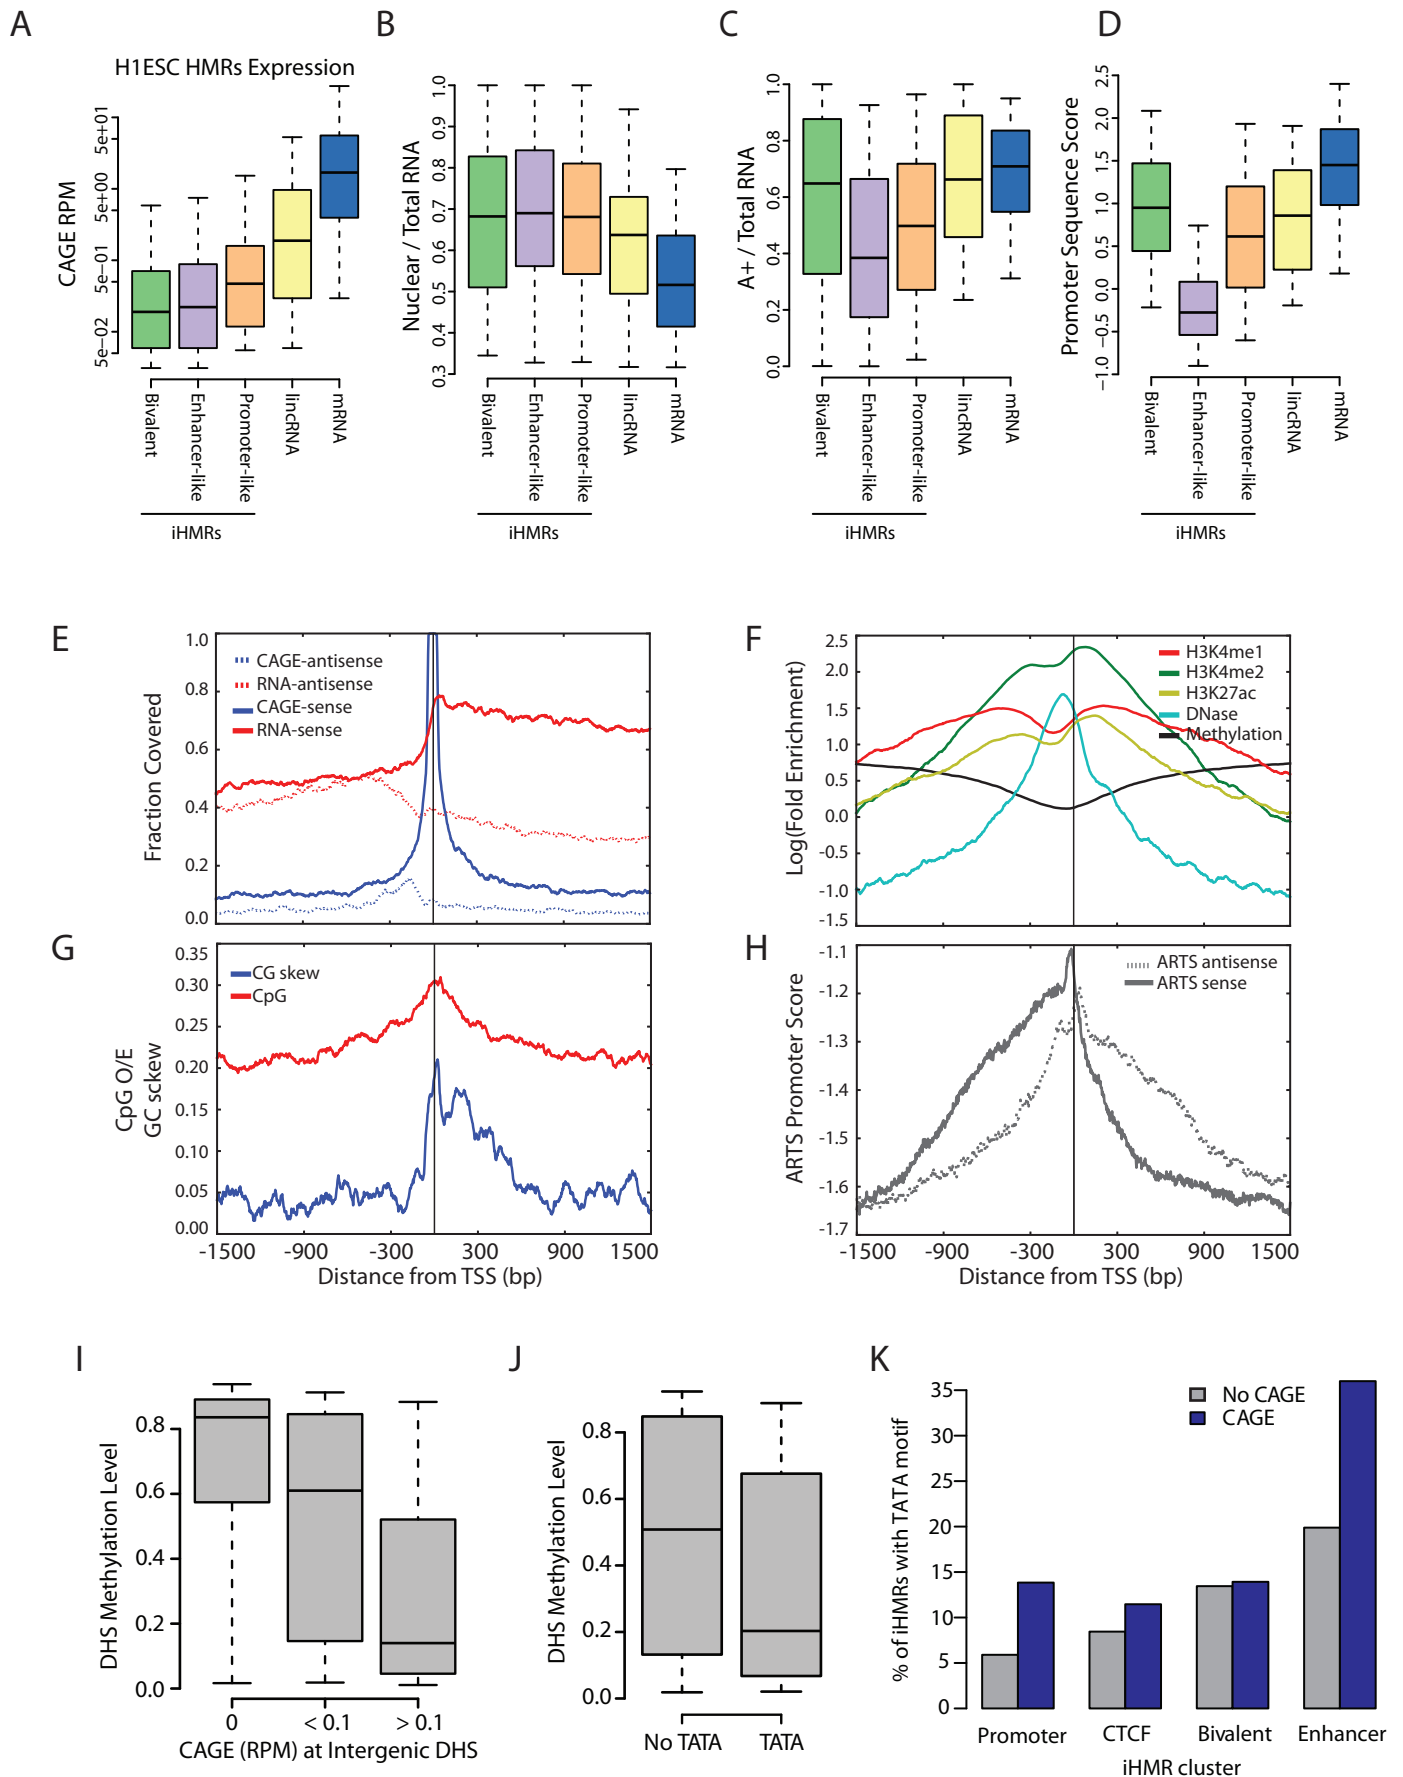 A
B
C
D
H1ESC HMRs Expression
CAGE RPM
5e+01
5e+00
5e−01
5e−02
Bivalent
Enhancer-like
Promoter-like
lincRNA
mRNA
iHMRs
Nuclear / Total RNA
1.0
0.9
0.8
0.7
0.6
0.5
0.4
0.3
Bivalent
Enhancer-like
Promoter-like
lincRNA
mRNA
iHMRs
A+ / Total RNA
1.0
0.8
0.6
0.4
0.2
0.0
Bivalent
Enhancer-like
Promoter-like
lincRNA
mRNA
iHMRs
Promoter Sequence Score
2.5
2.0
1.5
1.0
0.5
0.0
−0.5
−1.0
Bivalent
Enhancer-like
Promoter-like
lincRNA
mRNA
iHMRs
E
Fraction Covered
1.0
0.8
0.6
0.4
0.2
0.0
CAGE-antisense
RNA-antisense
CAGE-sense
RNA-sense
F
Log(Fold Enrichment)
2.5
2.0
1.5
1.0
0.5
0.0
-0.5
-1.0
-1.5
H3K4me1
H3K4me2
H3K27ac
DNase
Methylation
G
CpG O/E
GC sckew
0.35
0.30
0.25
0.20
0.15
0.10
0.05
0.00
CG skew
CpG
-1500 -900 -300 300 900 1500
Distance from TSS (bp)
H
ARTS Promoter Score
-1.1
-1.2
-1.3
-1.4
-1.5
-1.6
-1.7
ARTS antisense
ARTS sense
-1500 -900 -300 300 900 1500
Distance from TSS (bp)
I
DHS Methylation Level
0.8
0.6
0.4
0.2
0.0
0 < 0.1 > 0.1
CAGE (RPM) at Intergenic DHS
J
DHS Methylation Level
0.8
0.6
0.4
0.2
0.0
No TATA TATA
K
% of iHMRs with TATA motif
35
30
25
20
15
10
5
0
No CAGE
CAGE
Promoter CTCF Bivalent Enhancer
iHMR cluster